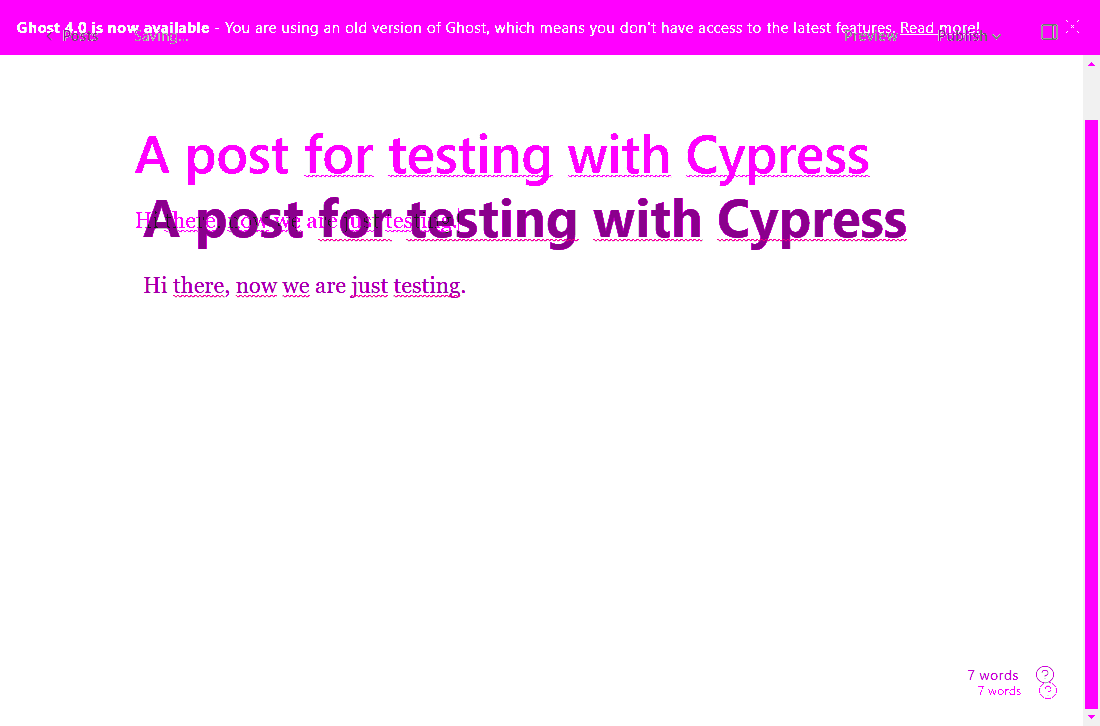 Ghost 4.0 is now available - You are using an old version of Ghost, which means you don't have access to the latest features. Read more!
Posts Saving... Preview Publish
A post for testing with Cypress
Hi there, now we are just testing.
A post for testing with Cypress
Hi there, now we are just testing.
7 words
7 words